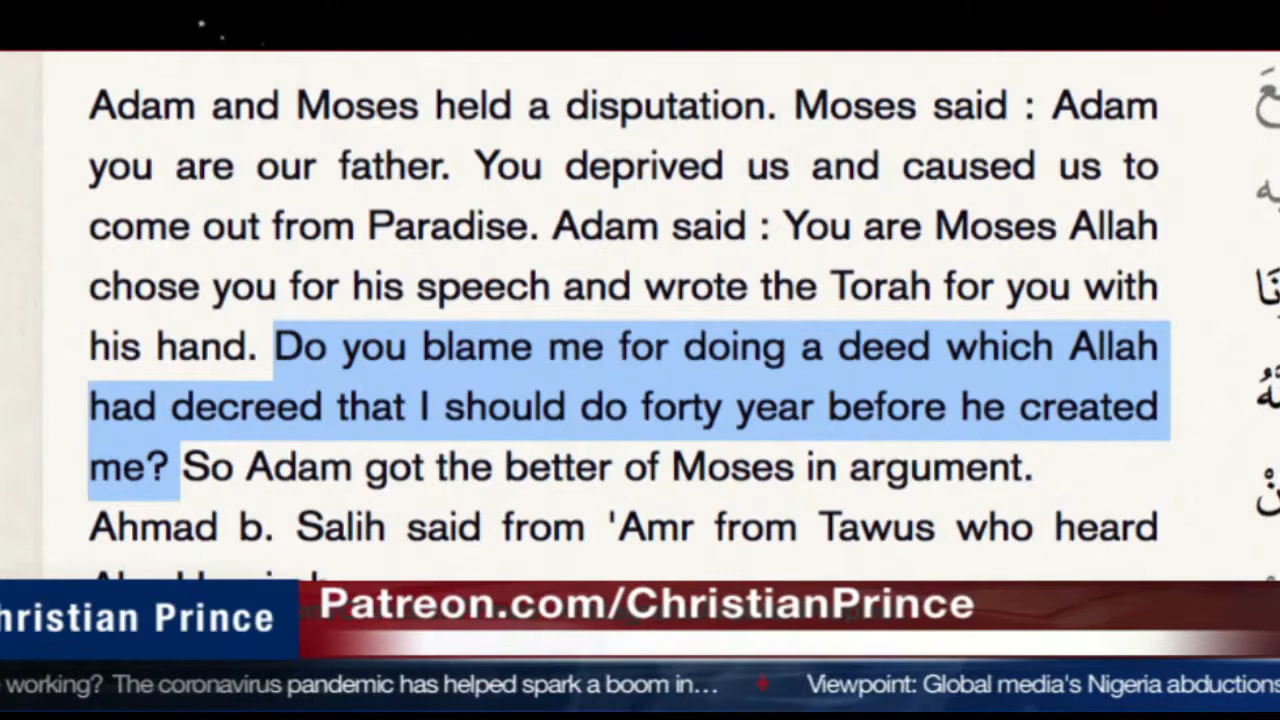 Adam and Moses held a disputation. Moses said : Adam
you are our father. You deprived us and caused us to
come out from Paradise. Adam said : You are Moses Allah
chose you for his speech and wrote the Torah for you with
his hand. Do you blame me for doing a deed which Allah
had decreed that I should do forty year before he created
me? So Adam got the better of Moses in argument.
Ahmad b. Salih said from 'Amr from Tawus who heard
hristian Prince
Patreon.com/ChristianPrince
working? The coronavirus pandemic has helped spark a boom in… Viewpoint: Global media's Nigeria abductions